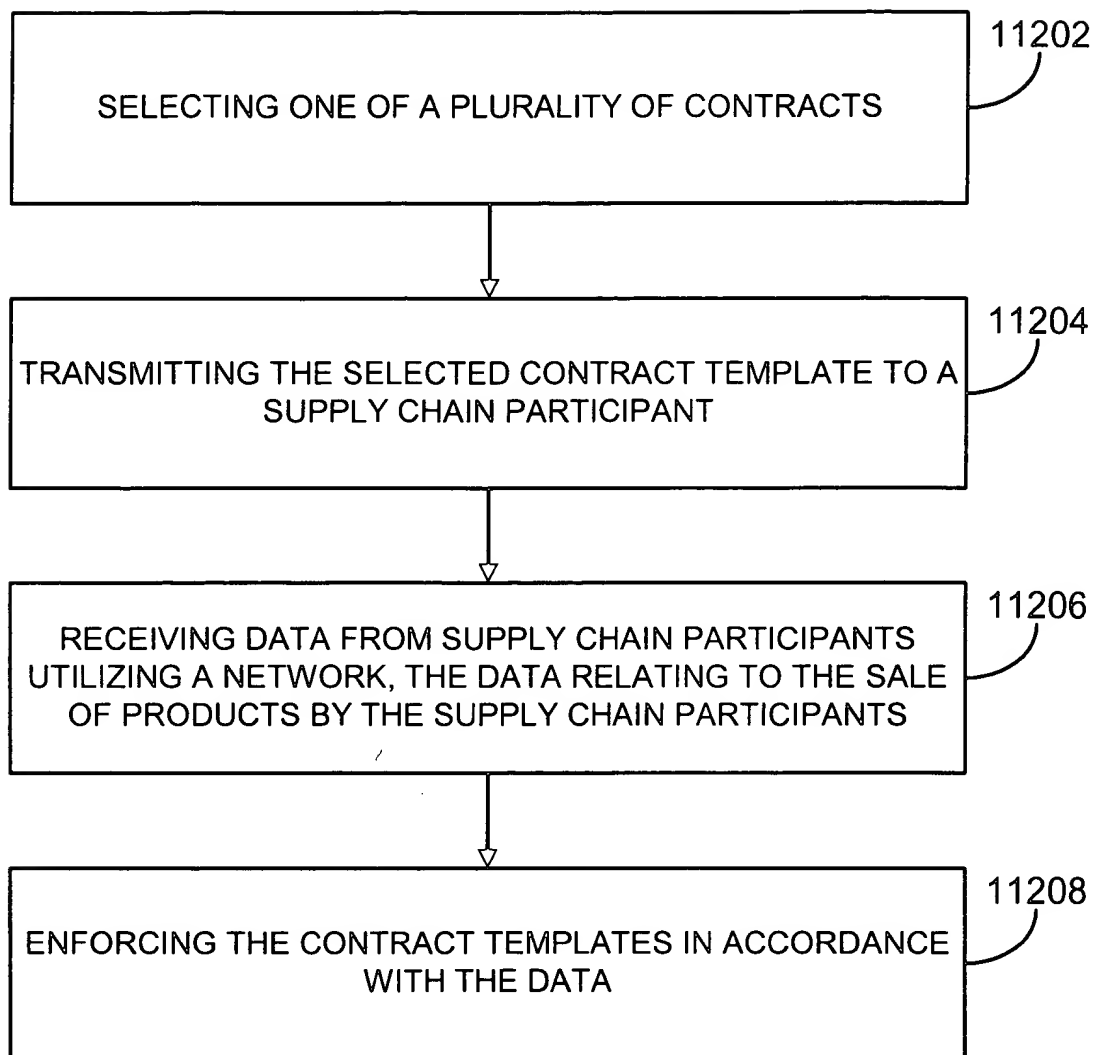 11202
SELECTING ONE OF A PLURALITY OF CONTRACTS
11204
TRANSMITTING THE SELECTED CONTRACT TEMPLATE TO A
SUPPLY CHAIN PARTICIPANT
11206
RECEIVING DATA FROM SUPPLY CHAIN PARTICIPANTS
UTILIZING A NETWORK, THE DATA RELATING TO THE SALE
OF PRODUCTS BY THE SUPPLY CHAIN PARTICIPANTS
11208
ENFORCING THE CONTRACT TEMPLATES IN ACCORDANCE
WITH THE DATA